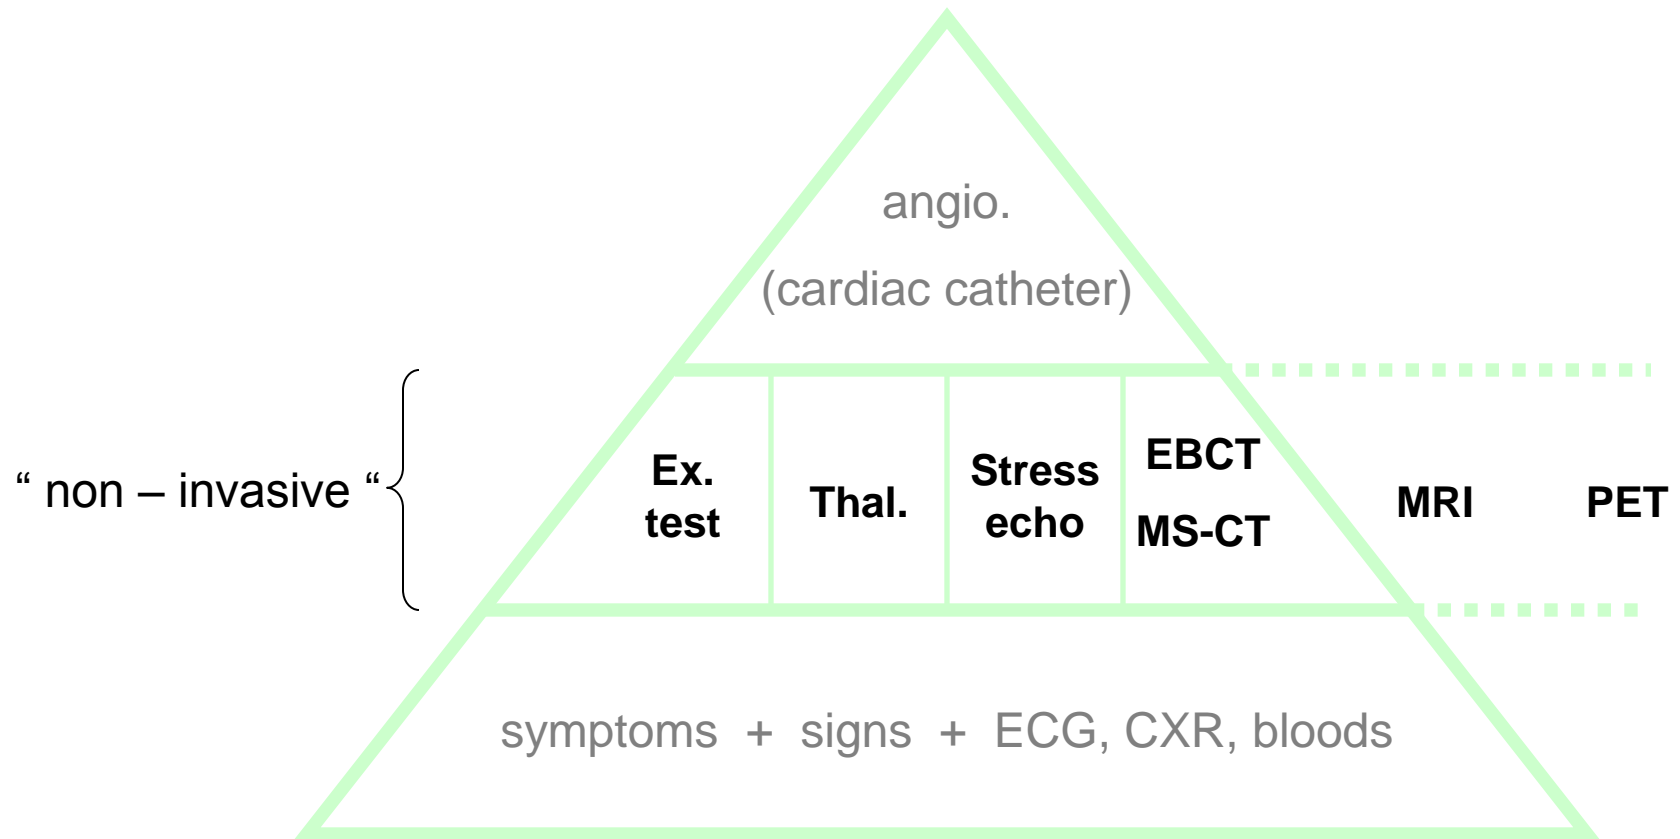 angio.
(cardiac catheter)
“ non – invasive “
Ex.
test
Thal.
Stress
echo
EBCT
MS-CT
MRI
PET
symptoms + signs + ECG, CXR, bloods